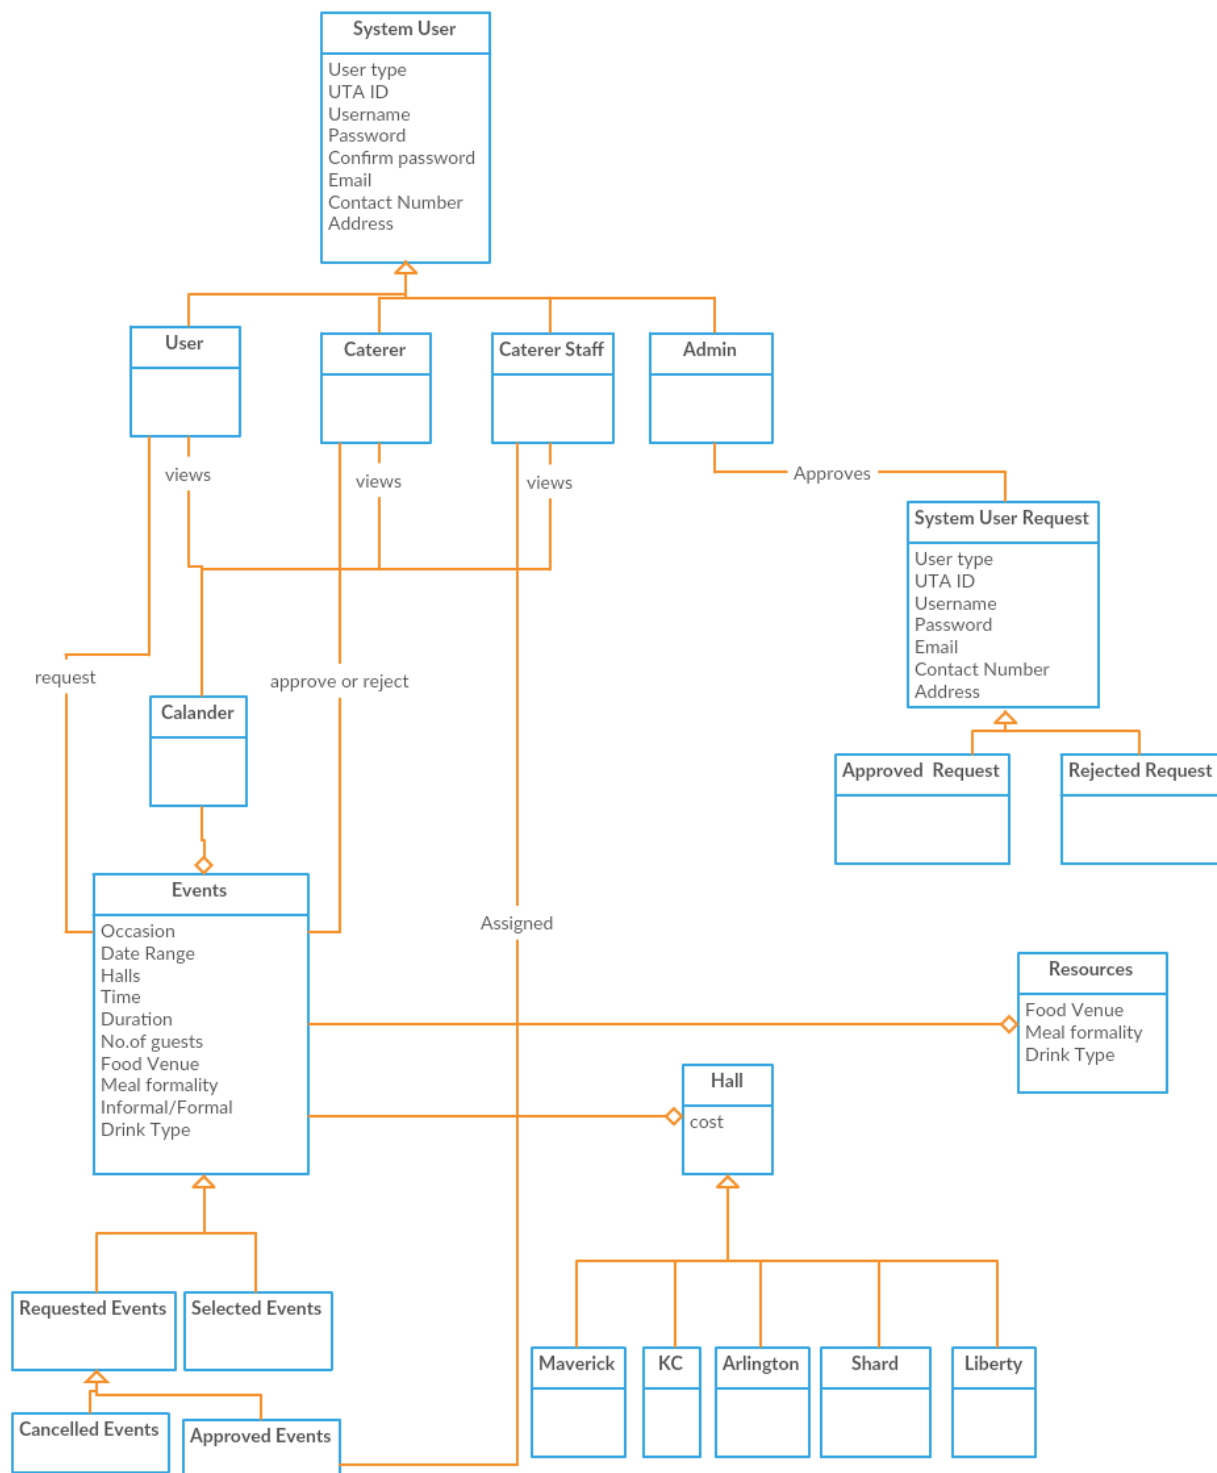 System User
User type
UTA ID
Username
Password
Confirm password
Email
Contact Number
Address
User
Caterer
Caterer Staff
Admin
views
views
views
Approves
System User Request
User type
UTA ID
Username
Password
Email
Contact Number
Address
request
approve or reject
Calander
Approved Request
Rejected Request
Events
Occasion
Date Range
Halls
Time
Duration
No.of guests
Food Venue
Meal formality
Informal/Formal
Drink Type
Assigned
Resources
Food Venue
Meal formality
Drink Type
Hall
cost
Requested Events
Selected Events
Maverick
KC
Arlington
Shard
Liberty
Cancelled Events
Approved Events